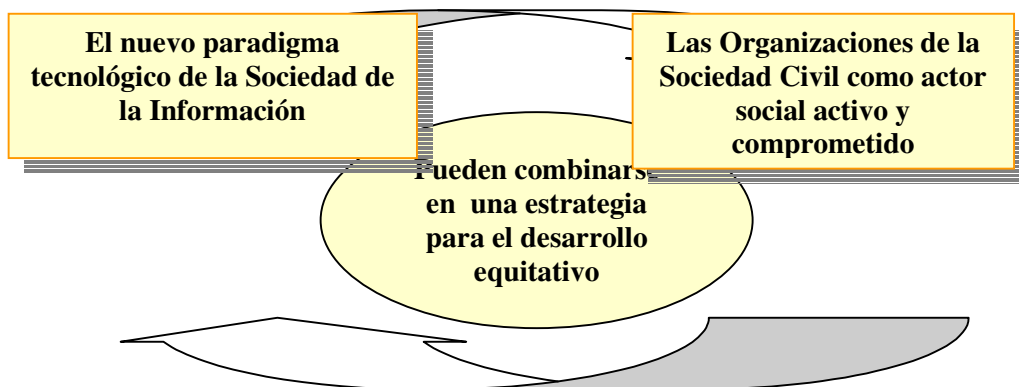 El nuevo paradigma
tecnológico de la Sociedad de
la Información
Las Organizaciones de la
Sociedad Civil como actor
social activo y
comprometido
Pueden combinarse
en una estrategia
para el desarrollo
equitativo